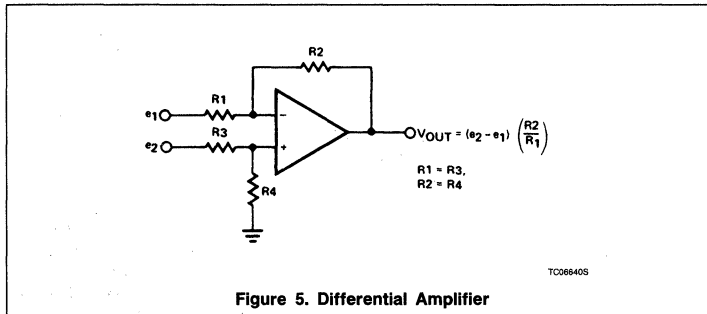 R2
e1
R1
−
e2
R3
+
R4
VOUT = (e2 − e1) (R2/R1)
R1 = R3,
R2 = R4
TC06640S
Figure 5. Differential Amplifier